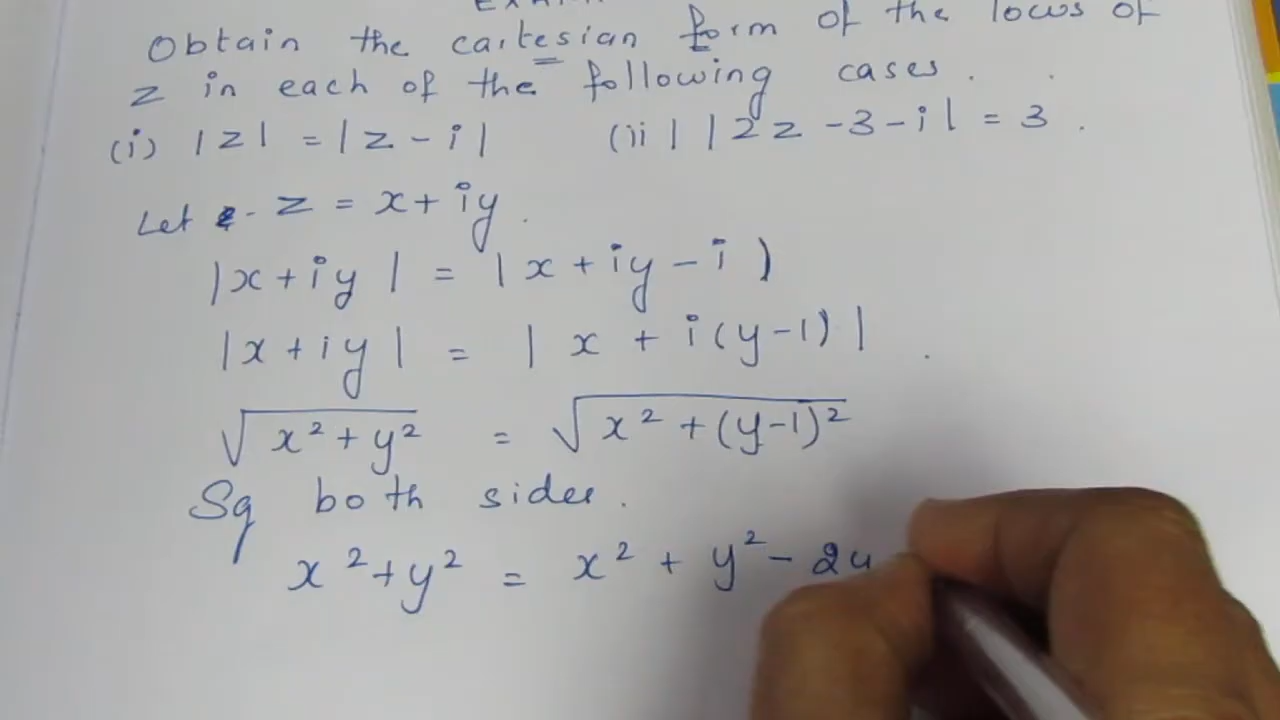 Obtain the cartesian form of the locus of
z in each of the following cases.
(i) |z| = |z - i| (ii) | |2z - 3 - i| = 3.
Let z = x + iy.
|x + iy| = |x + iy - i)
|x + iy| = | x + i(y-1)|
√x² + y² = √x² + (y-1)²
Sq both sides.
x² + y² = x² + y² - 2y